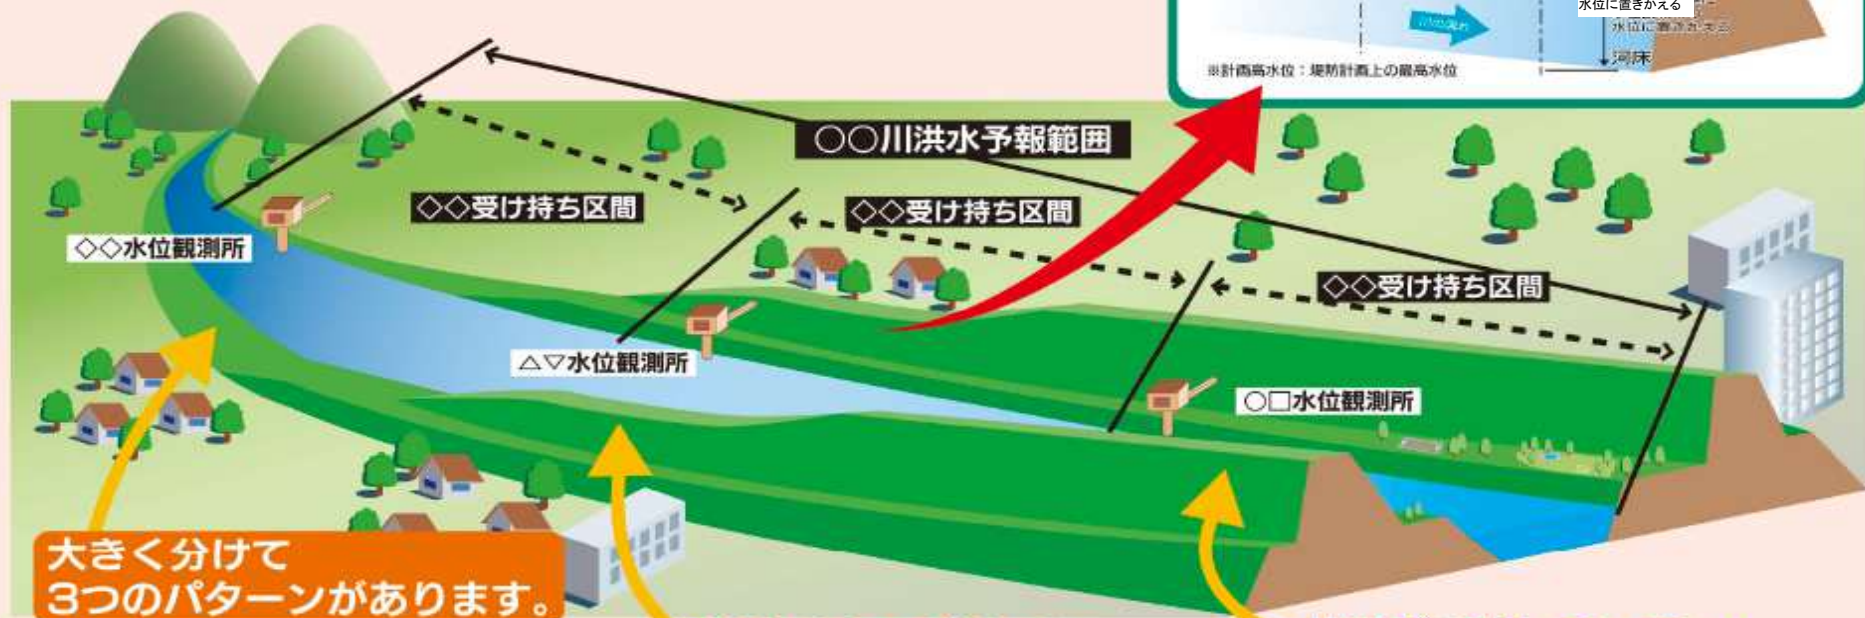 水位に置きかえる
水位に置きかえる
河床
※計画高水位：堤防計画上の最高水位
○○川洪水予報範囲
◇◇受け持ち区間
◇◇受け持ち区間
◇◇水位観測所
◇◇受け持ち区間
△▽水位観測所
○□水位観測所
大きく分けて
3つのパターンがあります。